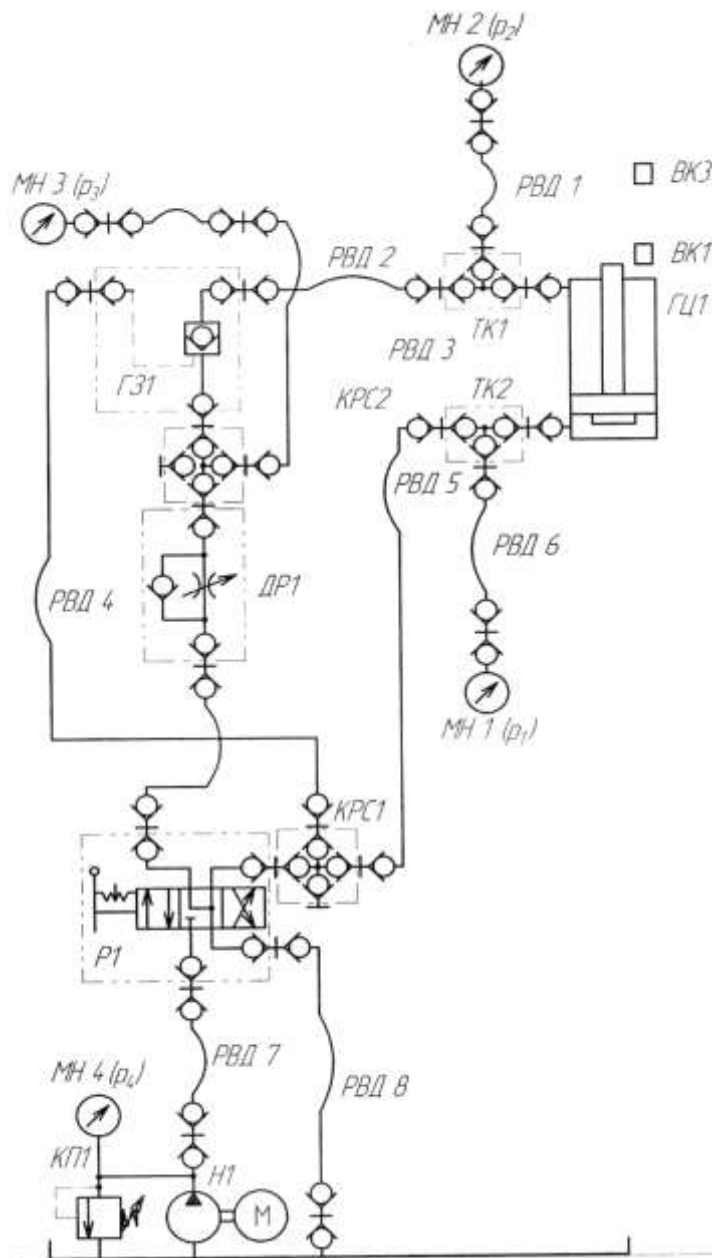 МН 2 (p₂)
РВД 1
ВК3
МН 3 (p₃)
РВД 2
ВК1
ГЦ1
ТК1
РВД 3
ГЗ1
КРС2
ТК2
РВД 5
РВД 6
РВД 4
ДР1
МН 1 (p₁)
КРС1
Р1
РВД 7
МН 4 (p₄)
РВД 8
КП1
Н1
М